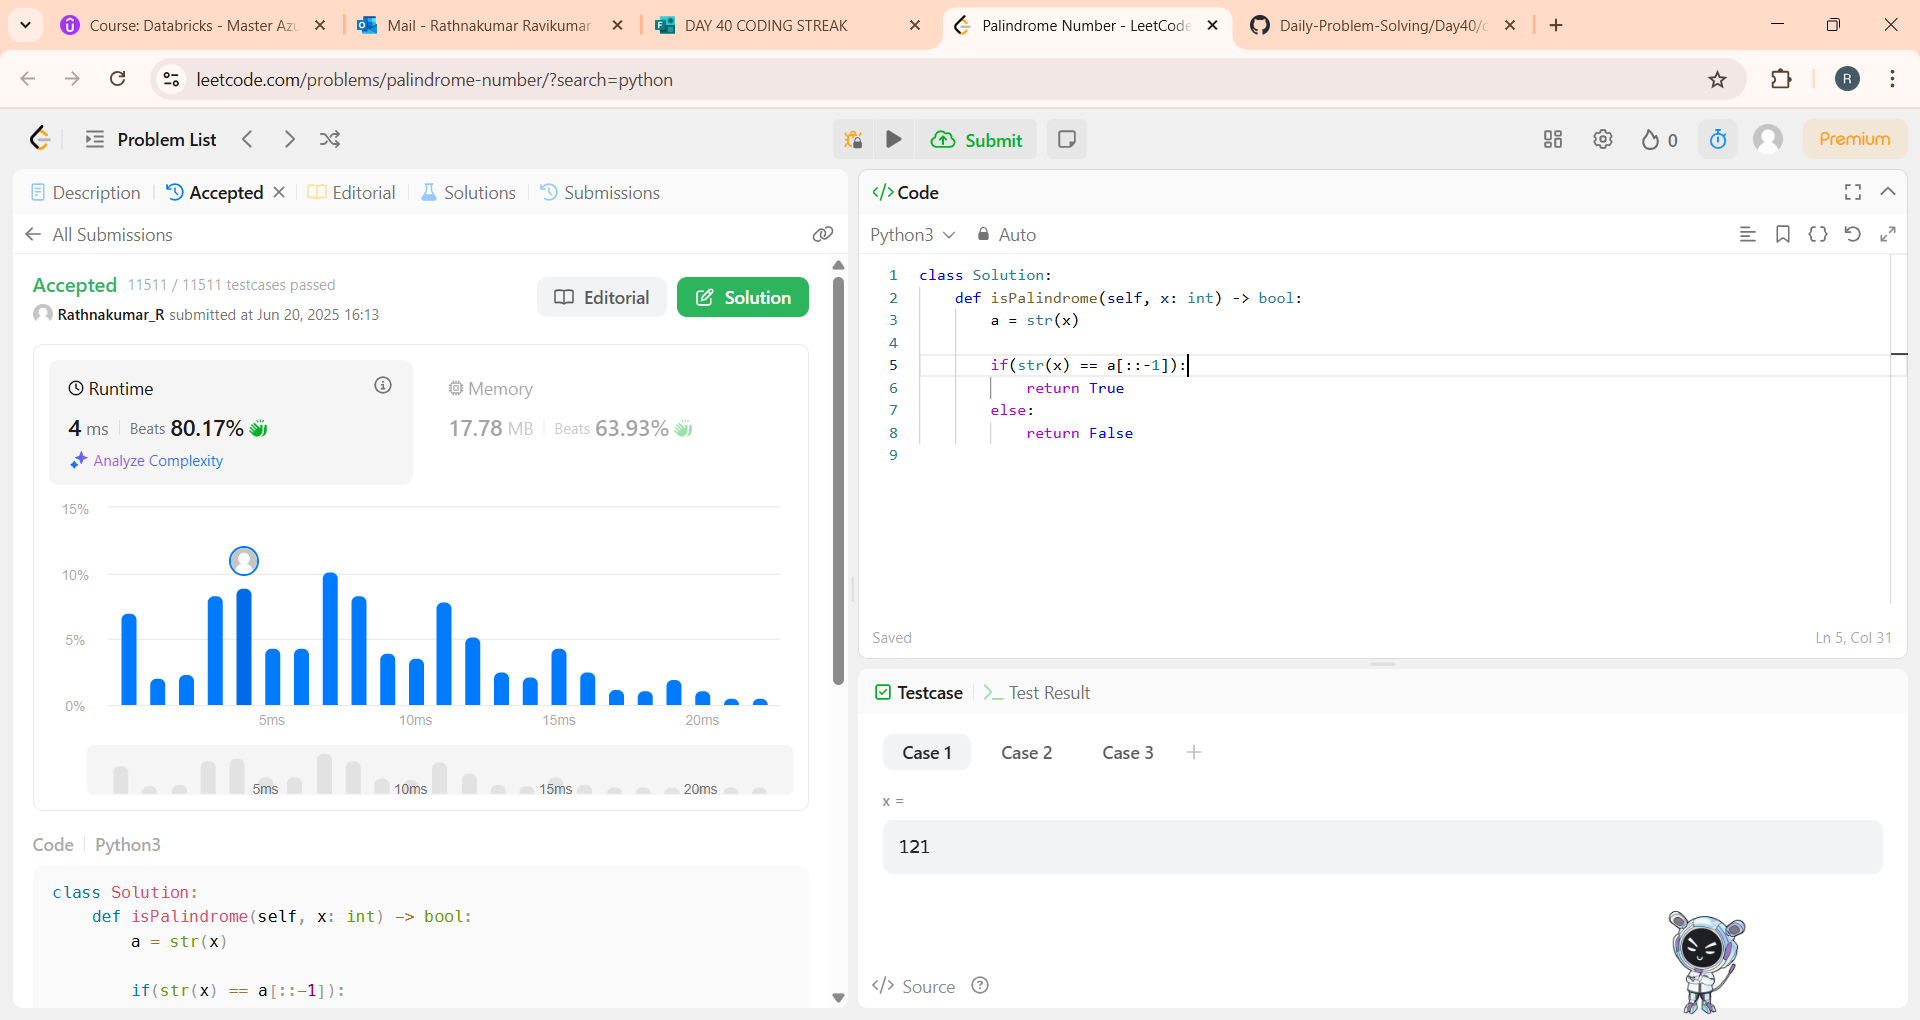 Course: Databricks - Master Az
Mail - Rathnakumar Ravikumar
DAY 40 CODING STREAK
Palindrome Number - LeetCode
Daily-Problem-Solving/Day40/
leetcode.com/problems/palindrome-number/?search=python
R
Problem List
Submit
0
Premium
Description
Accepted
Editorial
Solutions
Submissions
All Submissions
Accepted 11511 / 11511 testcases passed
Rathnakumar_R submitted at Jun 20, 2025 16:13
Editorial
Solution
Runtime
4 ms Beats 80.17%
Analyze Complexity
Memory
17.78 MB Beats 63.93%
15%
10%
5%
0%
5ms 10ms 15ms 20ms
5ms 10ms 15ms 20ms
Code Python3
class Solution:
def isPalindrome(self, x: int) -> bool:
a = str(x)
if(str(x) == a[::-1]):
</> Code
Python3 Auto
1 class Solution:
2 def isPalindrome(self, x: int) -> bool:
3 a = str(x)
4
5 if(str(x) == a[::-1]):
6 return True
7 else:
8 return False
9
Saved
Ln 5, Col 31
Testcase
Test Result
Case 1 Case 2 Case 3
x =
121
</> Source